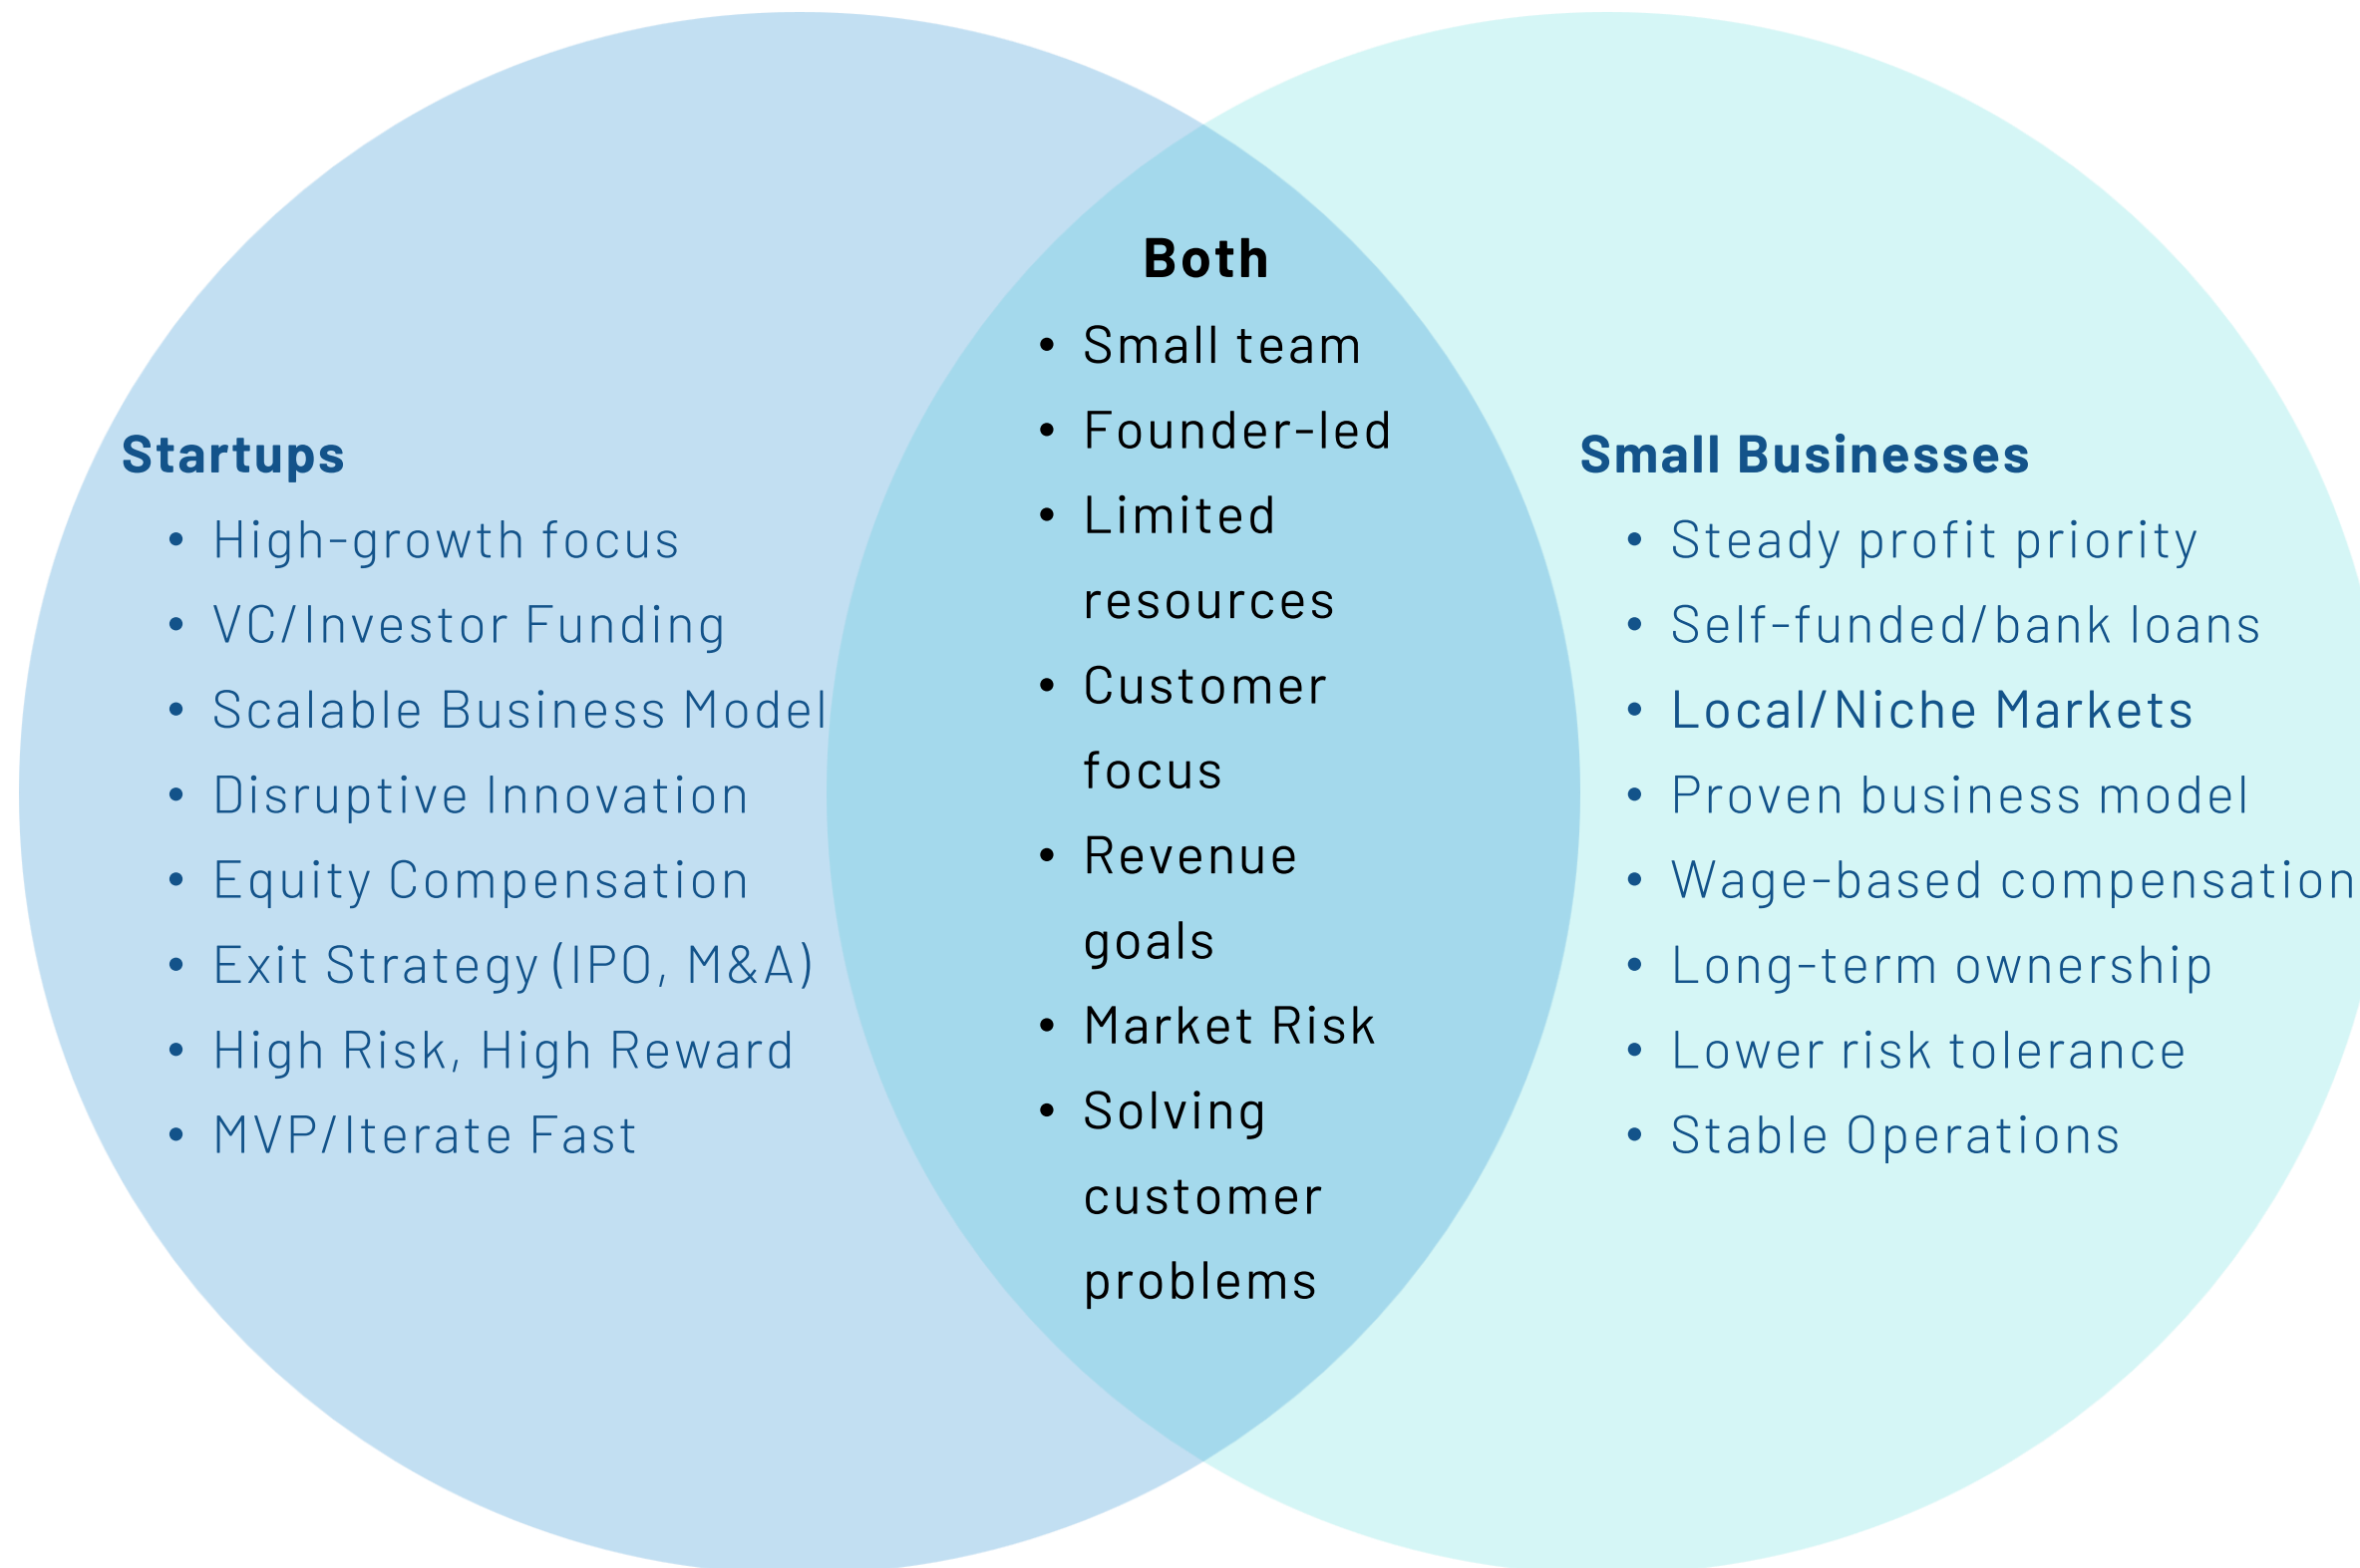 Startups
• High-growth focus
• VC/Investor Funding
• Scalable Business Model
• Disruptive Innovation
• Equity Compensation
• Exit Strategy (IPO, M&A)
• High Risk, High Reward
• MVP/Iterate Fast
Both
• Small team
• Founder-led
• Limited
resources
• Customer
focus
• Revenue
goals
• Market Risk
• Solving
customer
problems
Small Businesses
• Steady profit priority
• Self-funded/bank loans
• Local/Niche Markets
• Proven business model
• Wage-based compensation
• Long-term ownership
• Lower risk tolerance
• Stable Operations